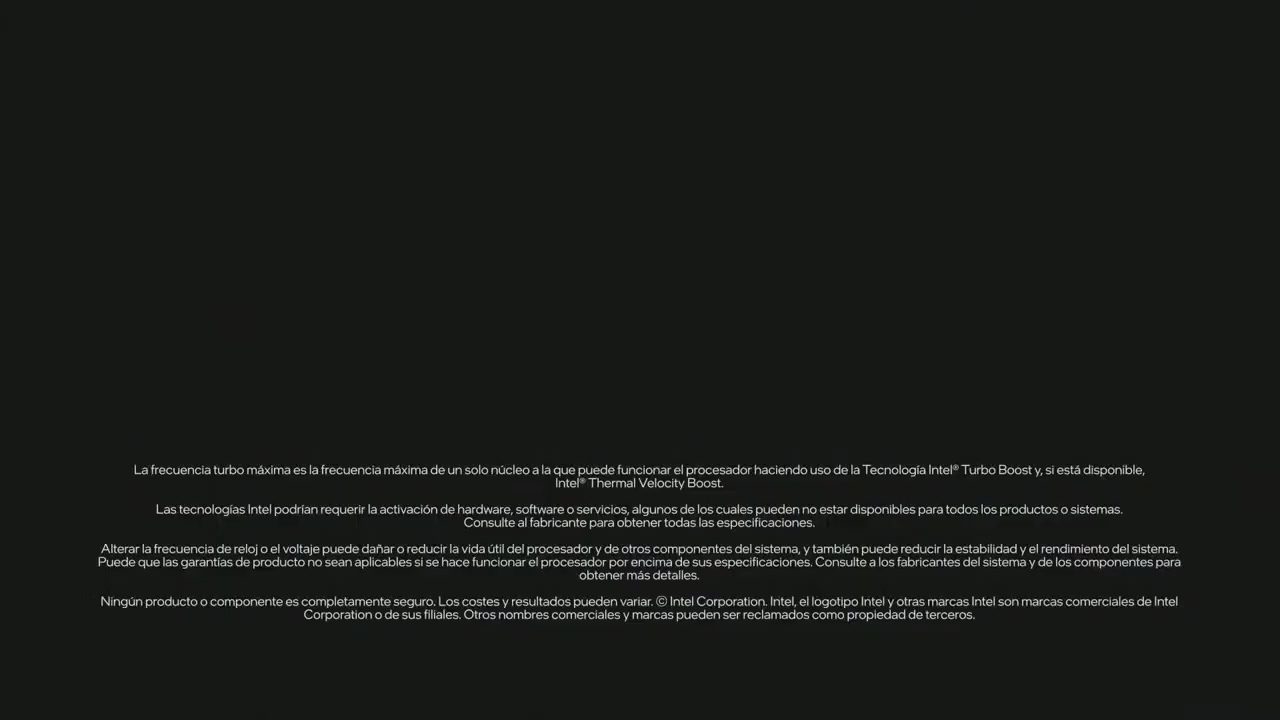 La frecuencia turbo máxima es la frecuencia máxima de un solo núcleo a la que puede funcionar el procesador haciendo uso de la Tecnología Intel® Turbo Boost y, si está disponible,
Intel® Thermal Velocity Boost.
Las tecnologías Intel podrían requerir la activación de hardware, software o servicios, algunos de los cuales pueden no estar disponibles para todos los productos o sistemas.
Consulte al fabricante para obtener todas las especificaciones.
Alterar la frecuencia de reloj o el voltaje puede dañar o reducir la vida útil del procesador y de otros componentes del sistema, y también puede reducir la estabilidad y el rendimiento del sistema.
Puede que las garantías de producto no sean aplicables si se hace funcionar el procesador por encima de sus especificaciones. Consulte a los fabricantes del sistema y de los componentes para
obtener más detalles.
Ningún producto o componente es completamente seguro. Los costes y resultados pueden variar. © Intel Corporation. Intel, el logotipo Intel y otras marcas Intel son marcas comerciales de Intel
Corporation o de sus filiales. Otros nombres comerciales y marcas pueden ser reclamados como propiedad de terceros.